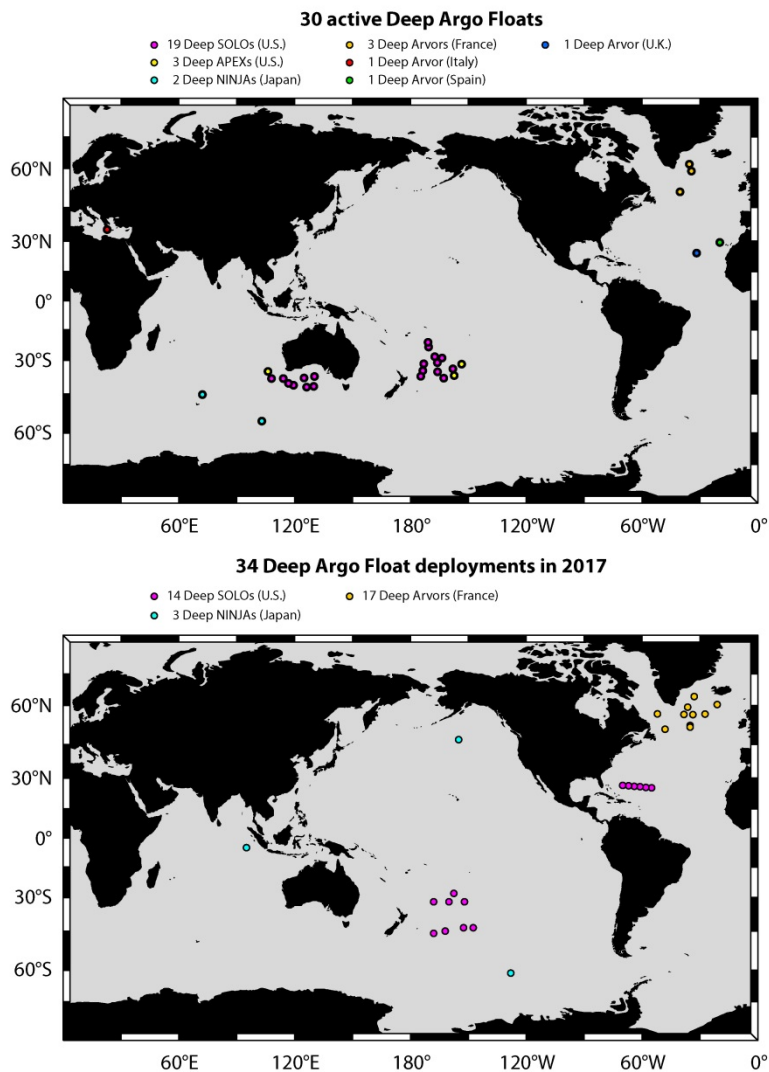 30 active Deep Argo Floats
19 Deep SOLOs (U.S.) 3 Deep Arvors (France) 1 Deep Arvor (U.K.)
3 Deep APEXs (U.S.) 1 Deep Arvor (Italy)
2 Deep NINJAs (Japan) 1 Deep Arvor (Spain)
60°N
30°N
0°
30°S
60°S
60°E 120°E 180° 120°W 60°W 0°
34 Deep Argo Float deployments in 2017
14 Deep SOLOs (U.S.) 17 Deep Arvors (France)
3 Deep NINJAs (Japan)
60°N
30°N
0°
30°S
60°S
60°E 120°E 180° 120°W 60°W 0°